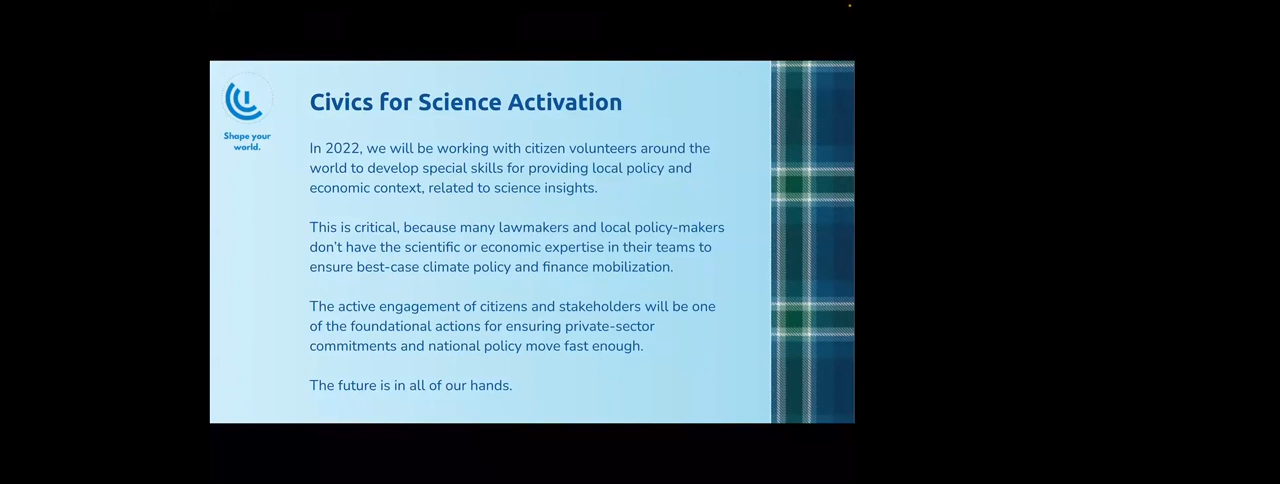 Shape your
world.
Civics for Science Activation
In 2022, we will be working with citizen volunteers around the
world to develop special skills for providing local policy and
economic context, related to science insights.
This is critical, because many lawmakers and local policy-makers
don't have the scientific or economic expertise in their teams to
ensure best-case climate policy and finance mobilization.
The active engagement of citizens and stakeholders will be one
of the foundational actions for ensuring private-sector
commitments and national policy move fast enough.
The future is in all of our hands.